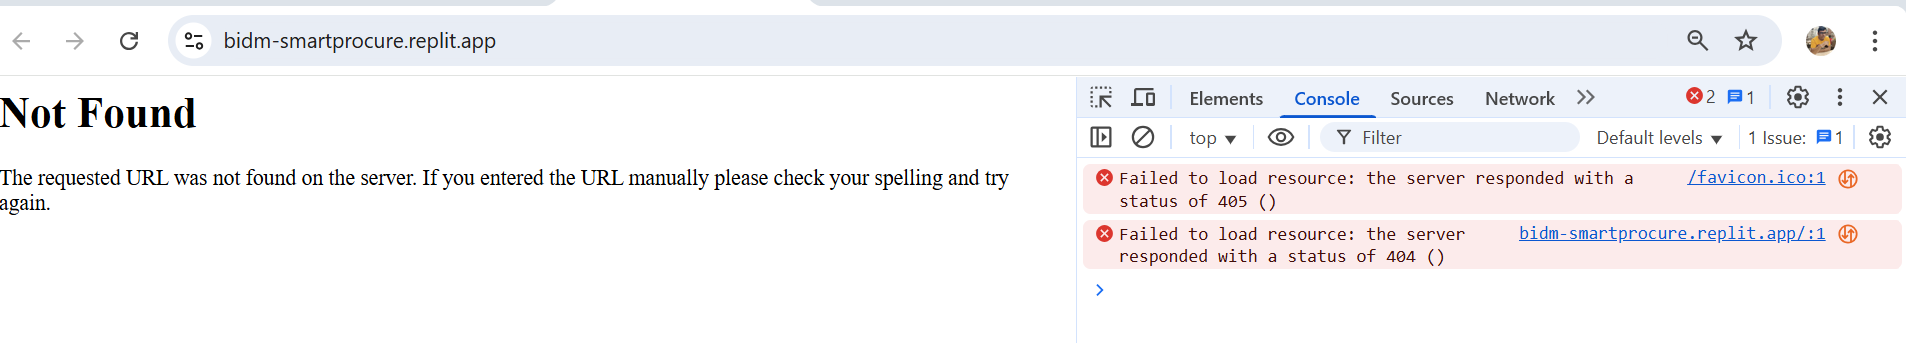 bidm-smartprocure.replit.app
Not Found
The requested URL was not found on the server. If you entered the URL manually please check your spelling and try
again.
Elements Console Sources Network 2 1
top Filter Default levels 1 Issue: 1
Failed to load resource: the server responded with a /favicon.ico:1
status of 405 ()
Failed to load resource: the server bidm-smartprocure.replit.app/:1
responded with a status of 404 ()